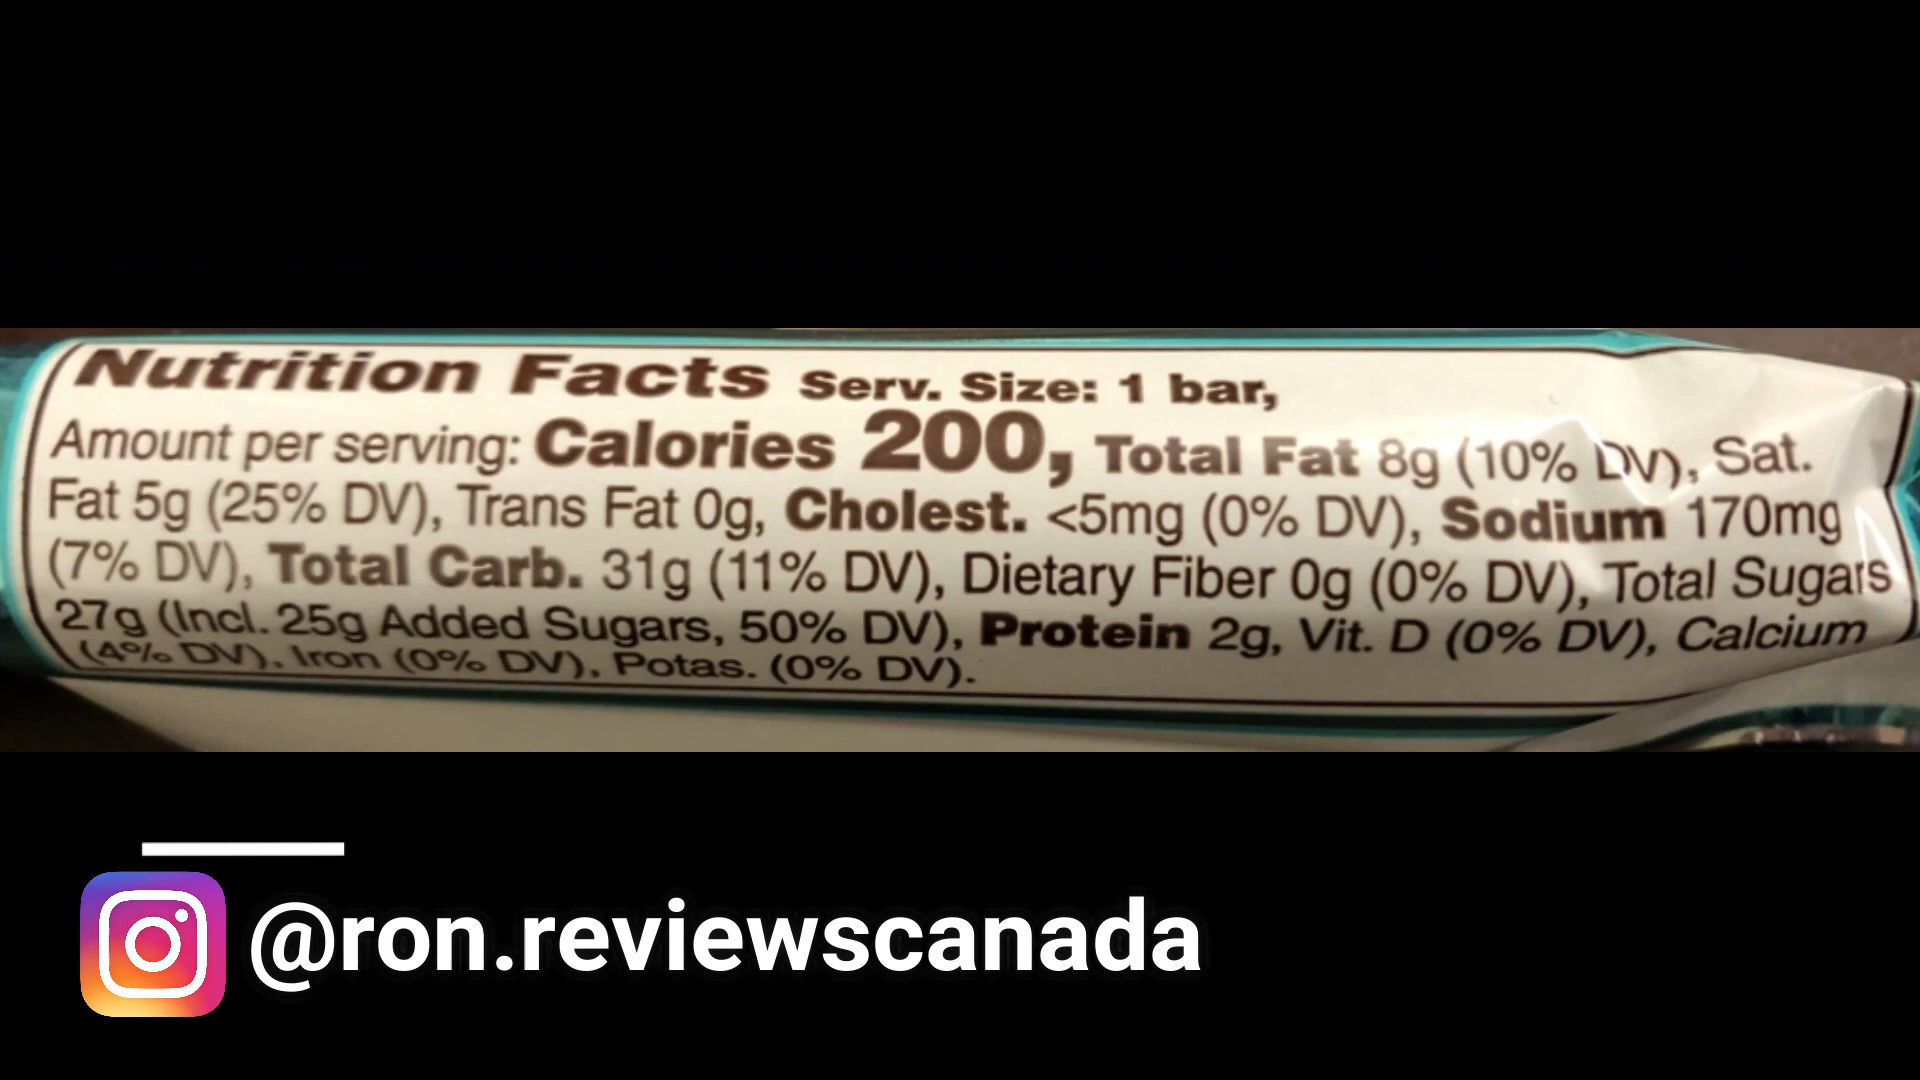 Nutrition Facts Serv. Size: 1 bar,
Amount per serving: Calories 200, Total Fat 8g (10% DV), Sat.
Fat 5g (25% DV), Trans Fat 0g, Cholest. <5mg (0% DV), Sodium 170mg
(7% DV), Total Carb. 31g (11% DV), Dietary Fiber 0g (0% DV), Total Sugars
27g (Incl. 25g Added Sugars, 50% DV), Protein 2g, Vit. D (0% DV), Calcium
(4% DV), Iron (0% DV), Potas. (0% DV).
@ron.reviewscanada